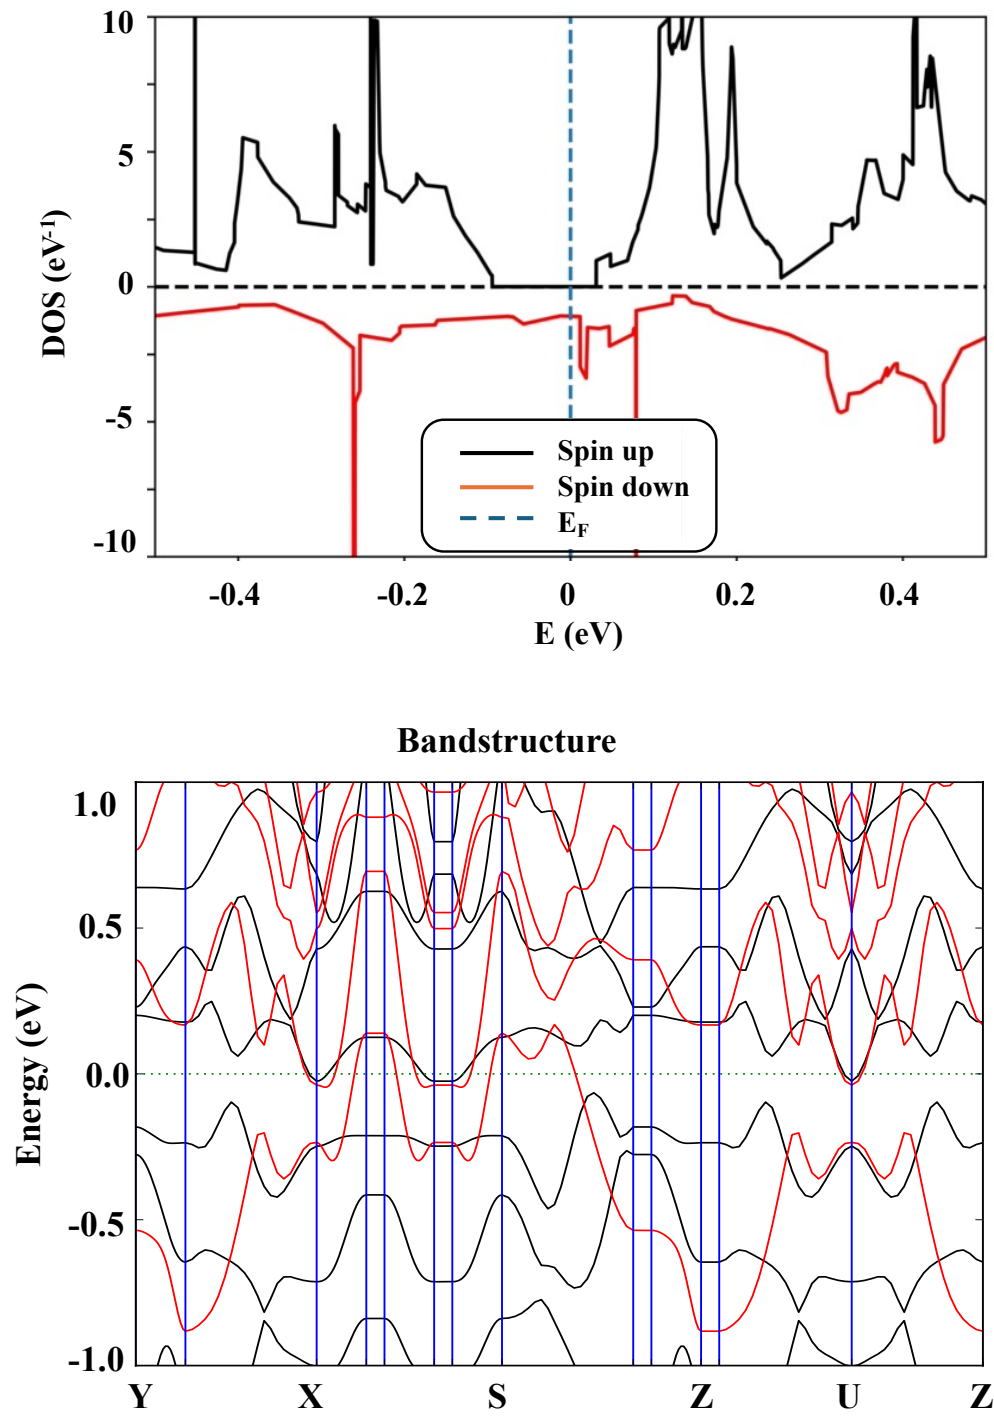 10
5
0
-5
-10
DOS (eV⁻¹)
Spin up
Spin down
E_F
-0.4 -0.2 0 0.2 0.4
E (eV)
Bandstructure
1.0
0.5
0.0
-0.5
-1.0
Energy (eV)
Y X S Z U Z